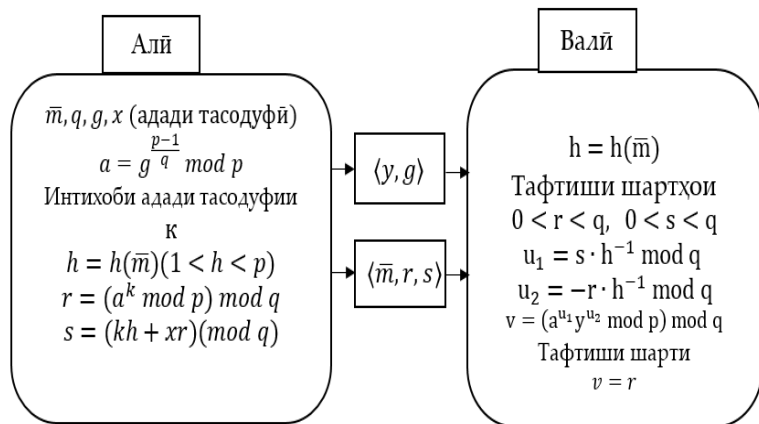 Алӣ
m̅, q, g, x (адади тасодуфӣ)
a = g^{\frac{p-1}{q}} mod p
Интихоби адади тасодуфии
к
h = h(m̅)(1 < h < p)
r = (a^k mod p) mod q
s = (kh + xr)(mod q)
⟨y, g⟩
⟨m̅, r, s⟩
Валӣ
h = h(m̅)
Тафтиши шартҳои
0 < r < q, 0 < s < q
u₁ = s · h⁻¹ mod q
u₂ = −r · h⁻¹ mod q
v = (a^{u₁}y^{u₂} mod p) mod q
Тафтиши шарти
v = r